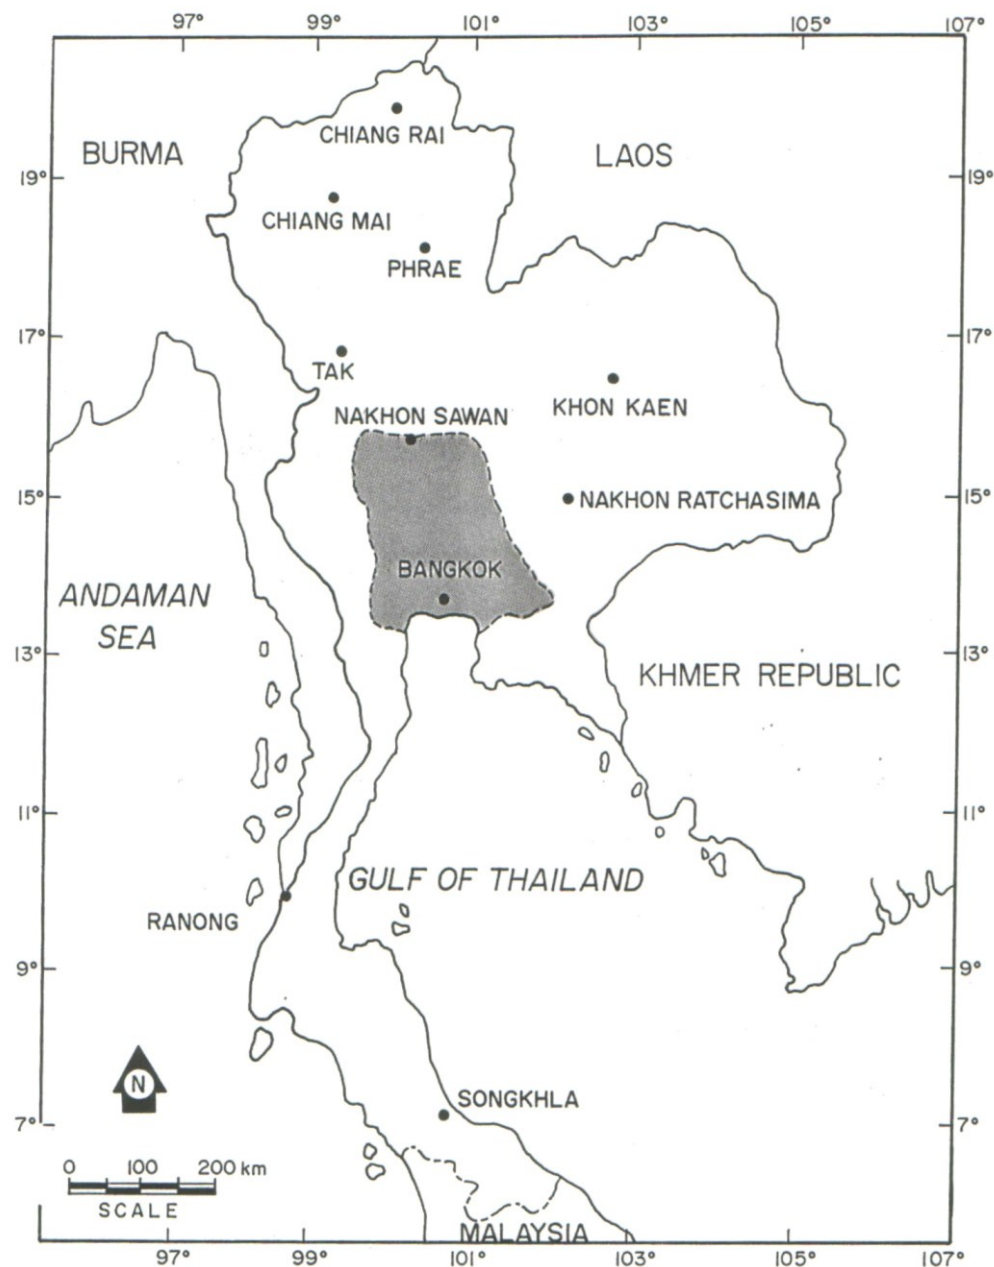 97° 99° 101° 103° 105° 107°
CHIANG RAI
BURMA
LAOS
19° 19°
CHIANG MAI
PHRAE
17° 17°
TAK
KHON KAEN
NAKHON SAWAN
15° 15°
NAKHON RATCHASIMA
BANGKOK
ANDAMAN
SEA
13° 13°
KHMER REPUBLIC
11° 11°
GULF OF THAILAND
RANONG
9° 9°
N
SONGKHLA
7° 7°
0 100 200 km
SCALE
MALAYSIA
97° 99° 101° 103° 105° 107°